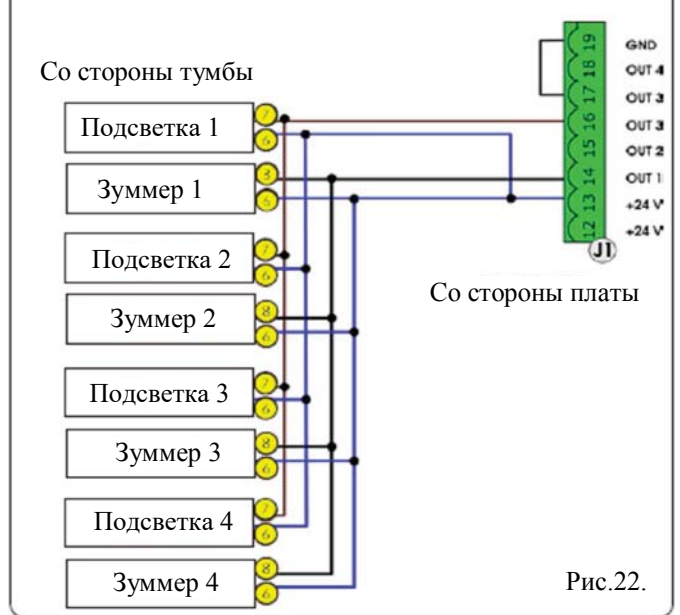 Со стороны тумбы
Подсветка 1
7
6
Зуммер 1
8
6
Подсветка 2
7
6
Зуммер 2
8
6
Подсветка 3
7
6
Зуммер 3
8
6
Подсветка 4
7
6
Зуммер 4
8
6
19 GND
18 OUT 4
17 OUT 3
16 OUT 3
15 OUT 2
14 OUT 1
13 +24 V
12 +24 V
J1
Со стороны платы
Рис.22.